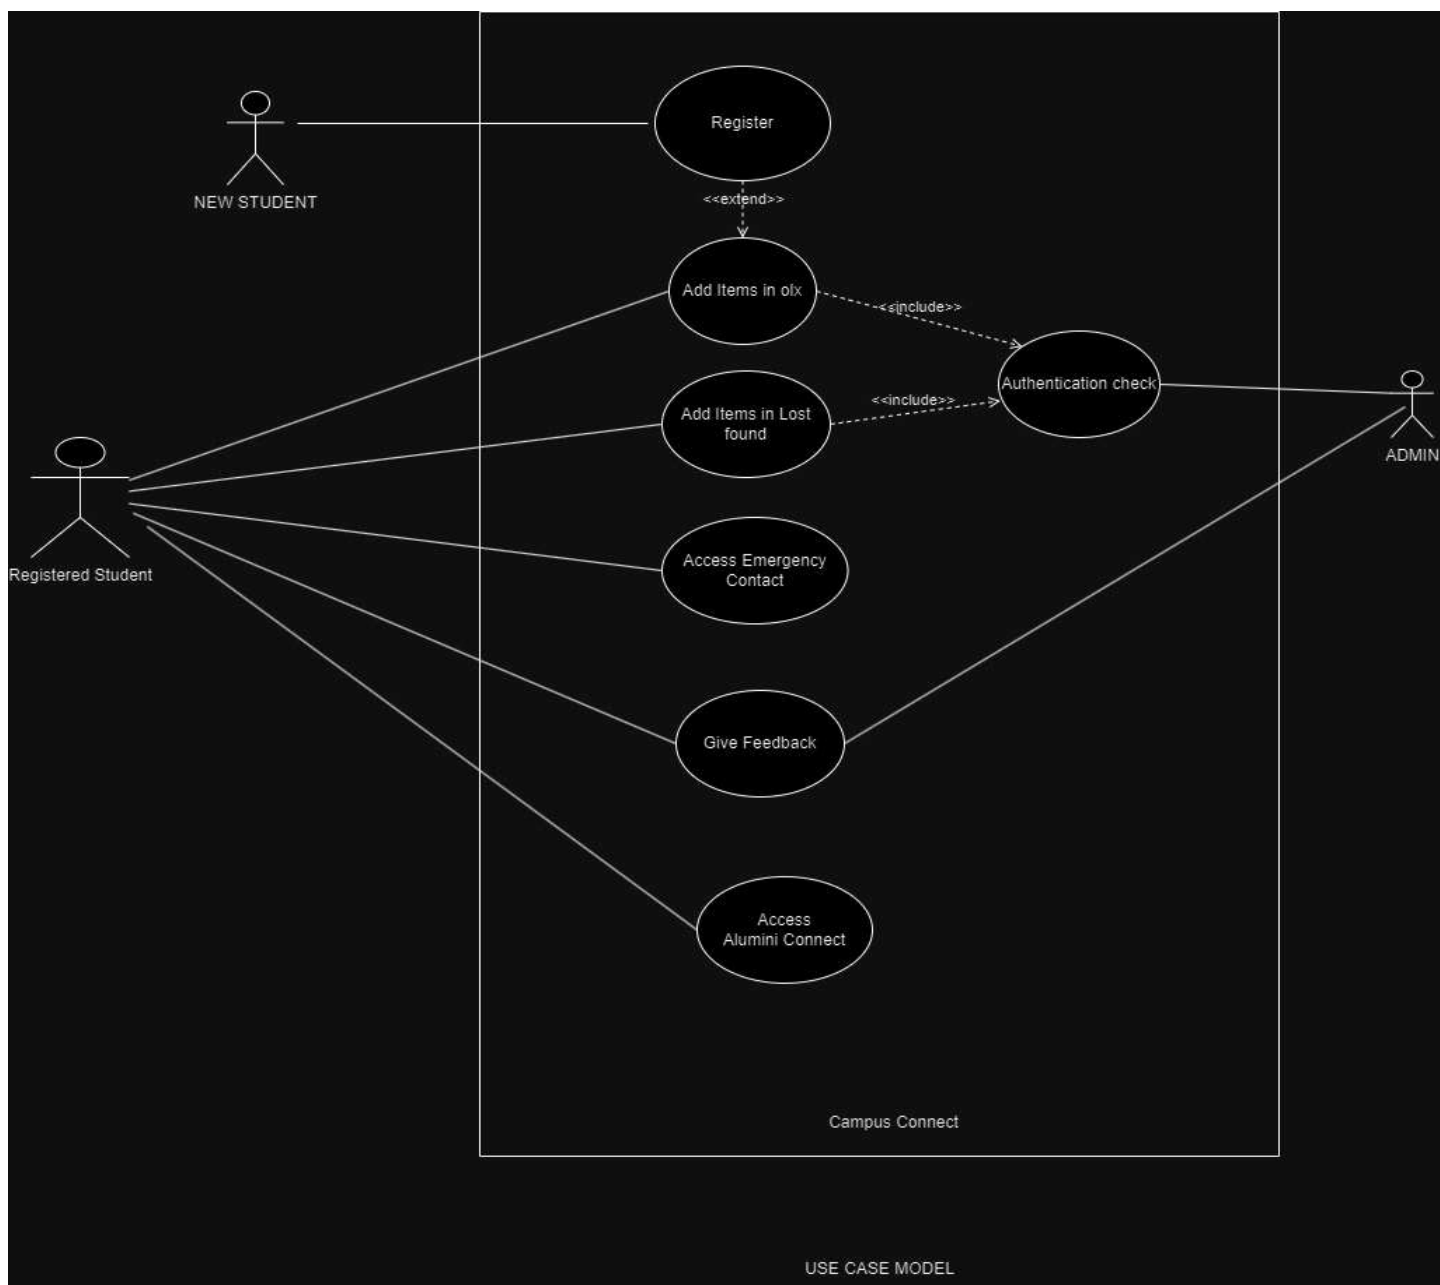 Register
NEW STUDENT
<<extend>>
Add Items in olx
<<include>>
Authentication check
<<include>>
Add Items in Lost
found
ADMIN
Registered Student
Access Emergency
Contact
Give Feedback
Access
Alumini Connect
Campus Connect
USE CASE MODEL